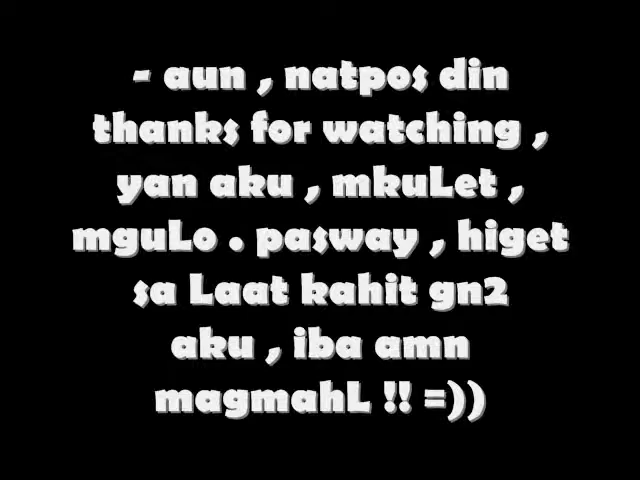 - aun , natpos din
thanks for watching ,
yan aku , mkuLet ,
mguLo . pasway , higet
sa Laat kahit gn2
aku , iba amn
magmahL !! =))